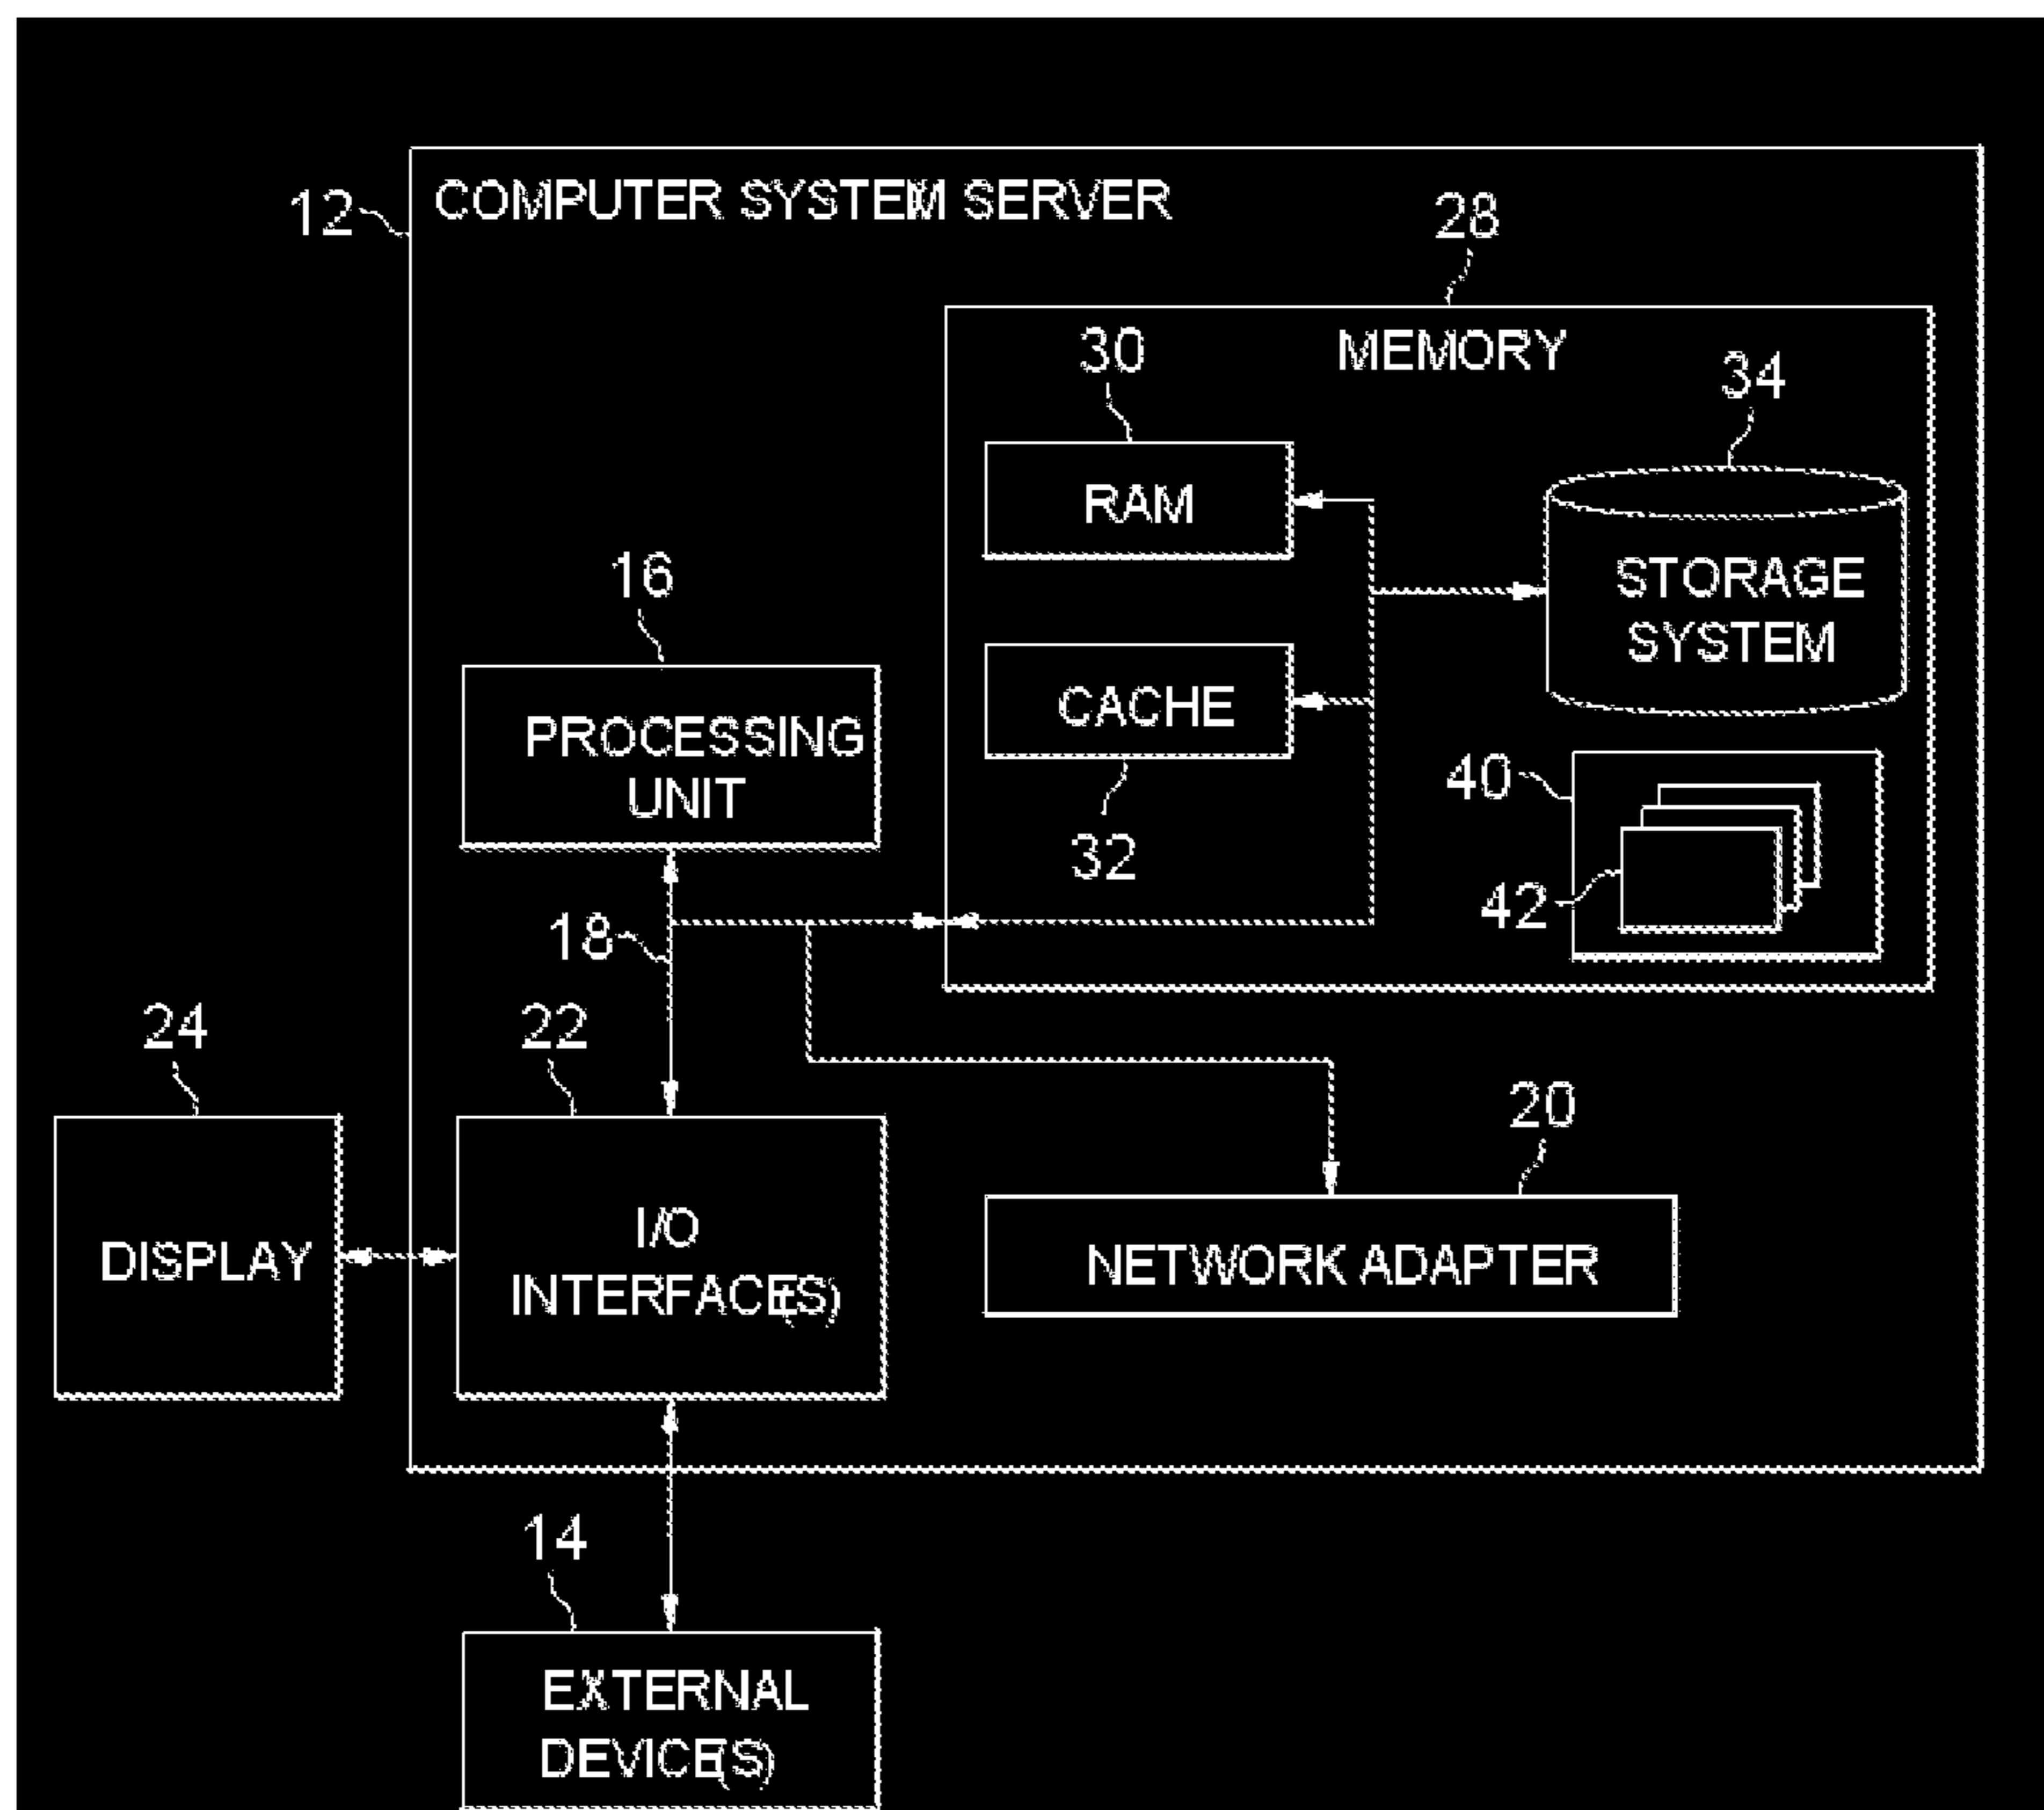 12
COMPUTER SYSTEM SERVER
28
30
MEMORY
34
RAM
16
STORAGE
SYSTEM
CACHE
PROCESSING
UNIT
40
32
42
18
24
22
20
I/O
INTERFACE(S)
DISPLAY
NETWORK ADAPTER
14
EXTERNAL
DEVICE(S)